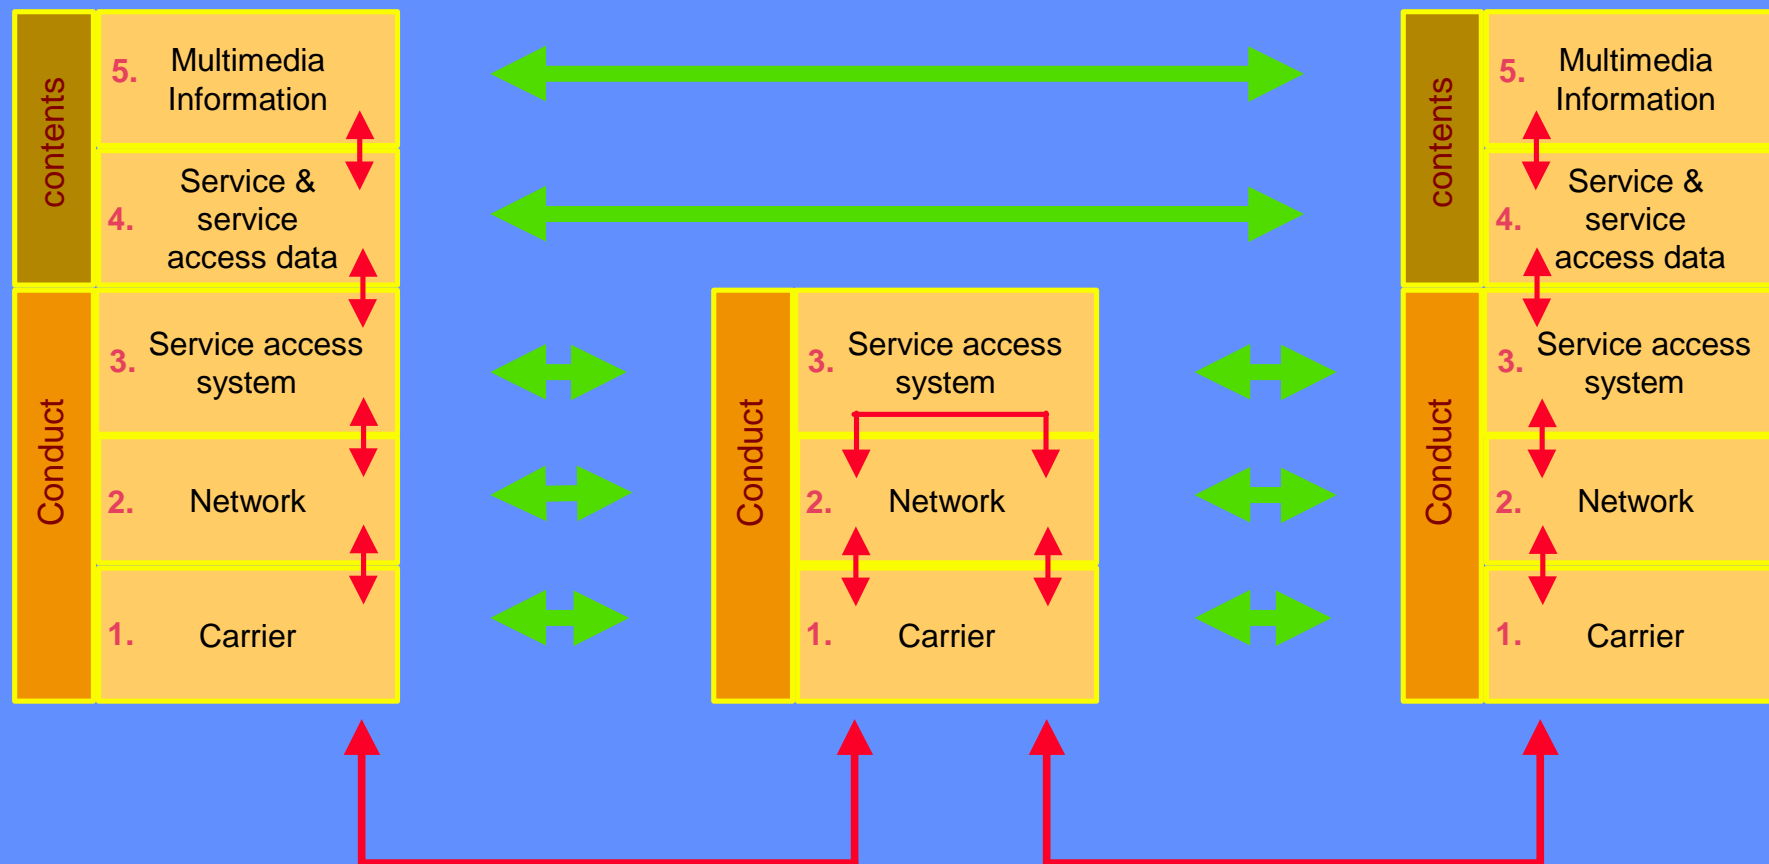 contents
5. Multimedia
Information
4. Service &
service
access data
Conduct
3. Service access
system
2. Network
1. Carrier
Conduct
3. Service access
system
2. Network
1. Carrier
contents
5. Multimedia
Information
4. Service &
service
access data
Conduct
3. Service access
system
2. Network
1. Carrier